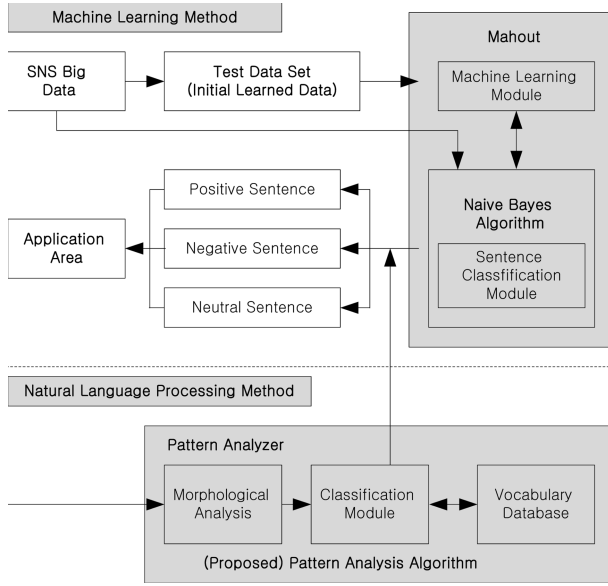 Machine Learning Method
Mahout
SNS Big
Data
Test Data Set
(Initial Learned Data)
Machine Learning
Module
Positive Sentence
Naive Bayes
Algorithm
Application
Area
Negative Sentence
Sentence
Classfification
Module
Neutral Sentence
Natural Language Processing Method
Pattern Analyzer
Morphological
Analysis
Classification
Module
Vocabulary
Database
(Proposed) Pattern Analysis Algorithm